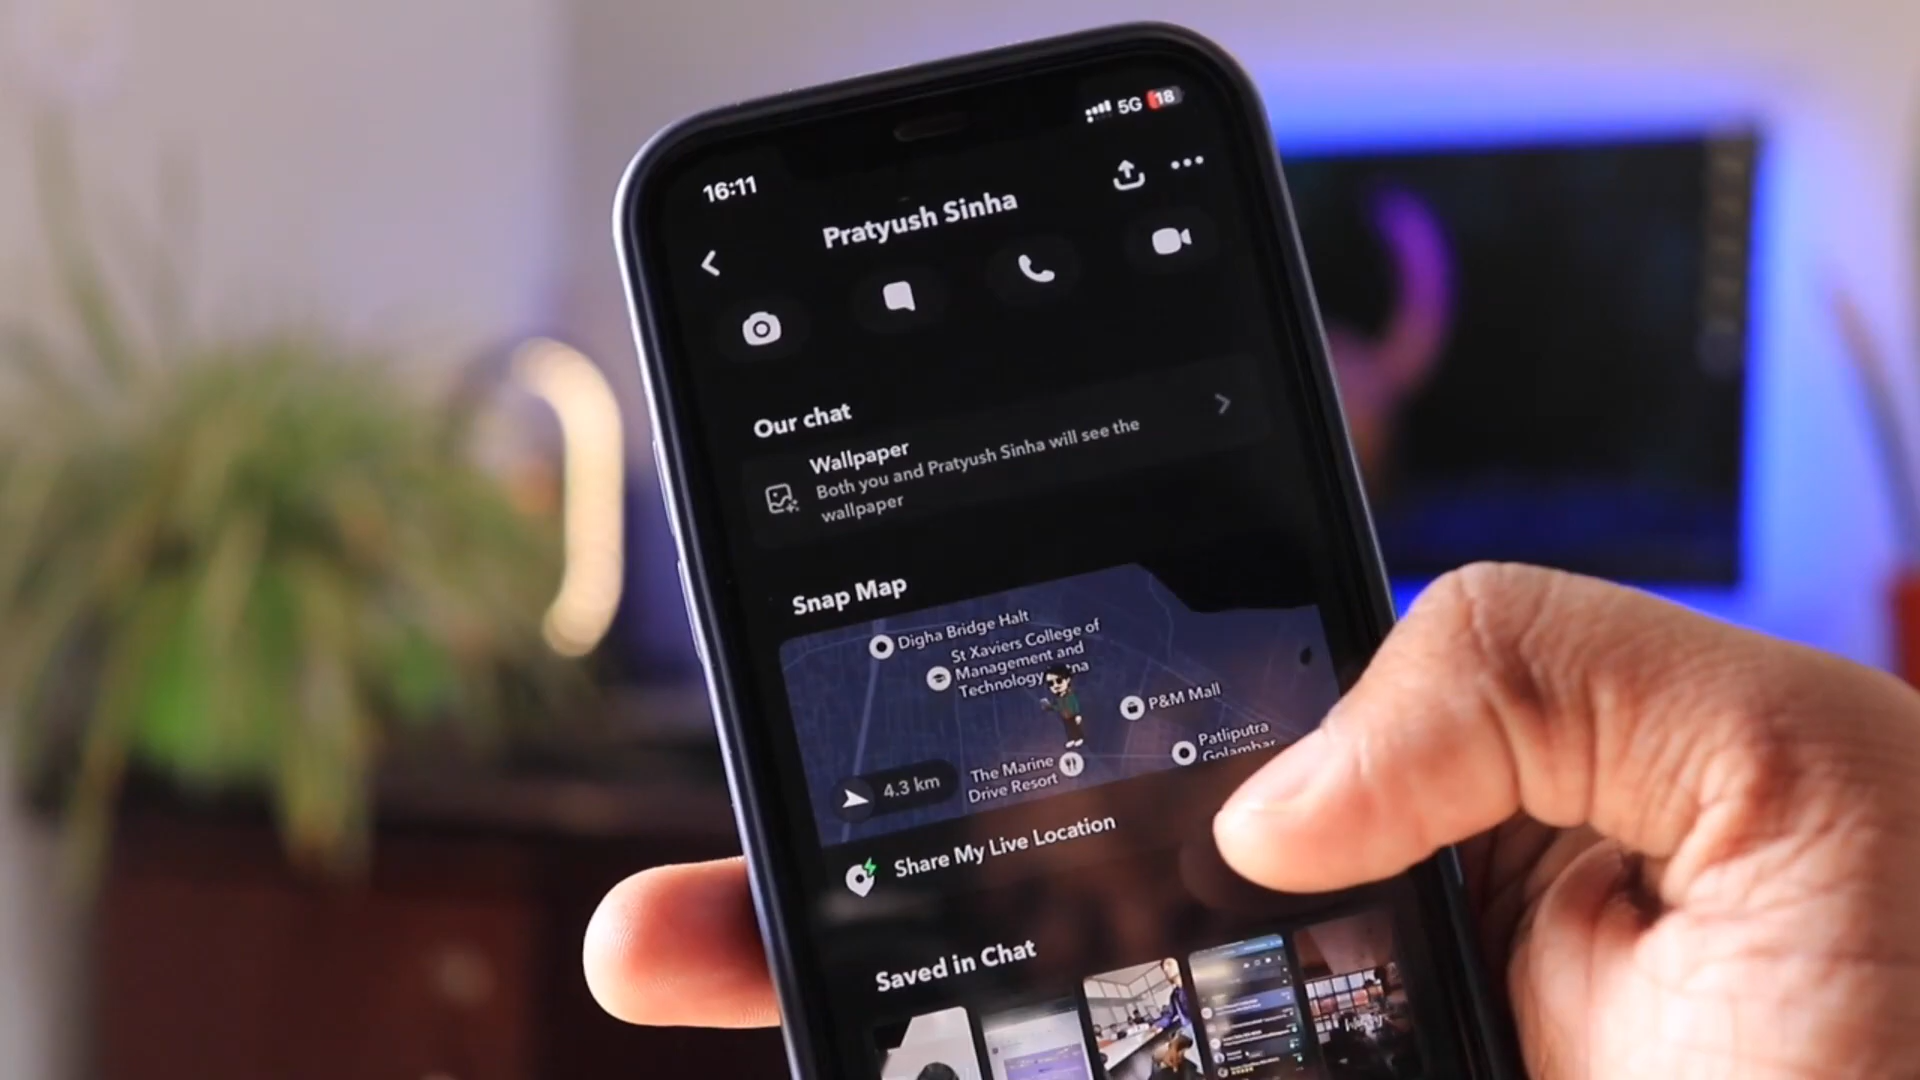 16:11
5G 18
Pratyush Sinha
Our chat
Wallpaper
Both you and Pratyush Sinha will see the
wallpaper
Snap Map
Digha Bridge Halt
St Xaviers College of
Management and
Technology
P&M Mall
Patliputra
Golambar
The Marine
Drive Resort
4.3 km
Share My Live Location
Saved in Chat